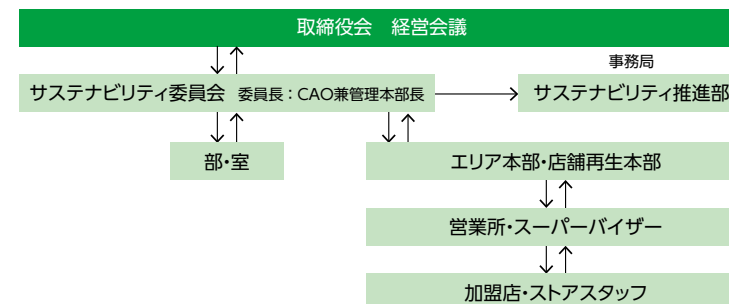 取締役会　経営会議
事務局
サステナビリティ委員会 委員長：CAO兼管理本部長
サステナビリティ推進部
部・室
エリア本部・店舗再生本部
営業所・スーパーバイザー
加盟店・ストアスタッフ